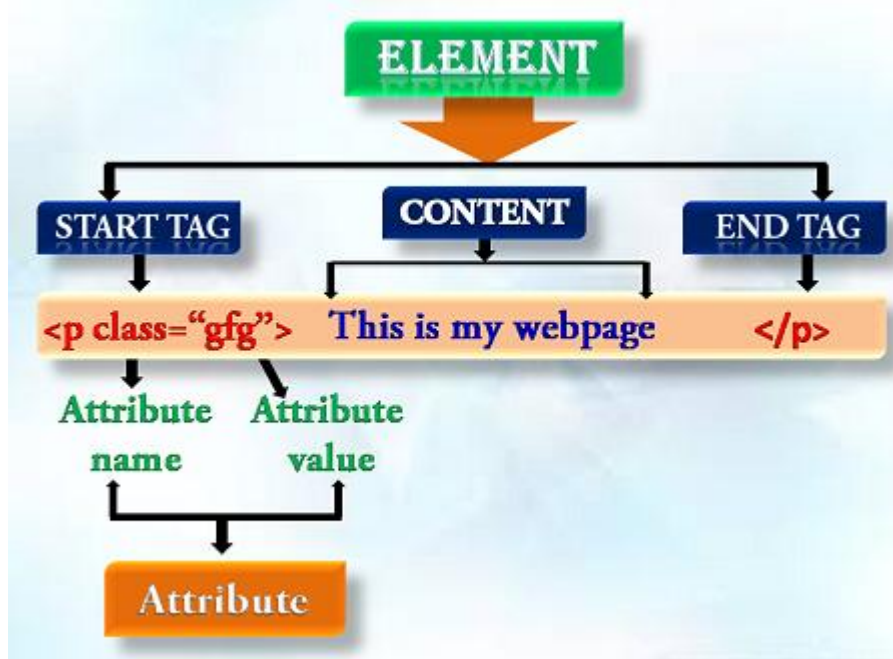 ELEMENT
START TAG
CONTENT
END TAG
<p class=“gfg”> This is my webpage </p>
Attribute
name
Attribute
value
Attribute